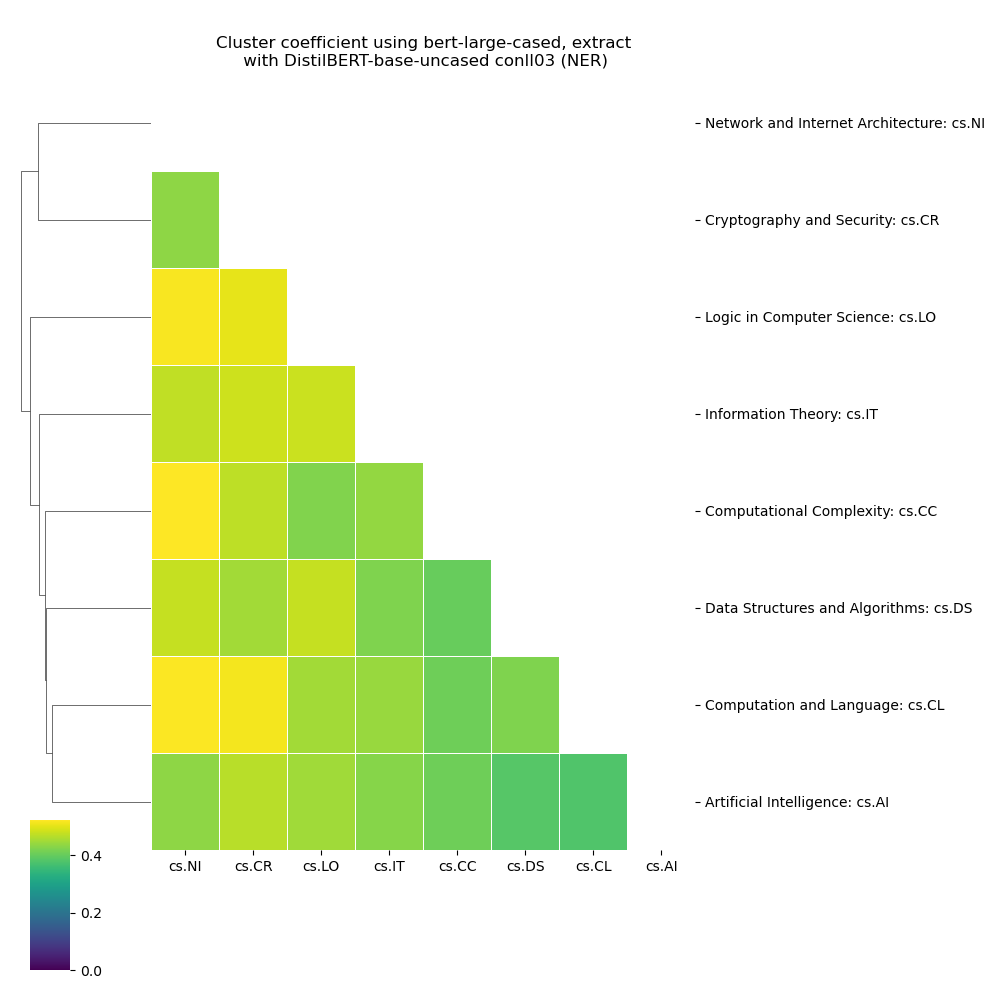 Cluster coefficient using bert-large-cased, extract
with DistilBERT-base-uncased conll03 (NER)
Network and Internet Architecture: cs.NI
Cryptography and Security: cs.CR
Logic in Computer Science: cs.LO
Information Theory: cs.IT
Computational Complexity: cs.CC
Data Structures and Algorithms: cs.DS
Computation and Language: cs.CL
Artificial Intelligence: cs.AI
cs.NI cs.CR cs.LO cs.IT cs.CC cs.DS cs.CL cs.AI
0.4
0.2
0.0